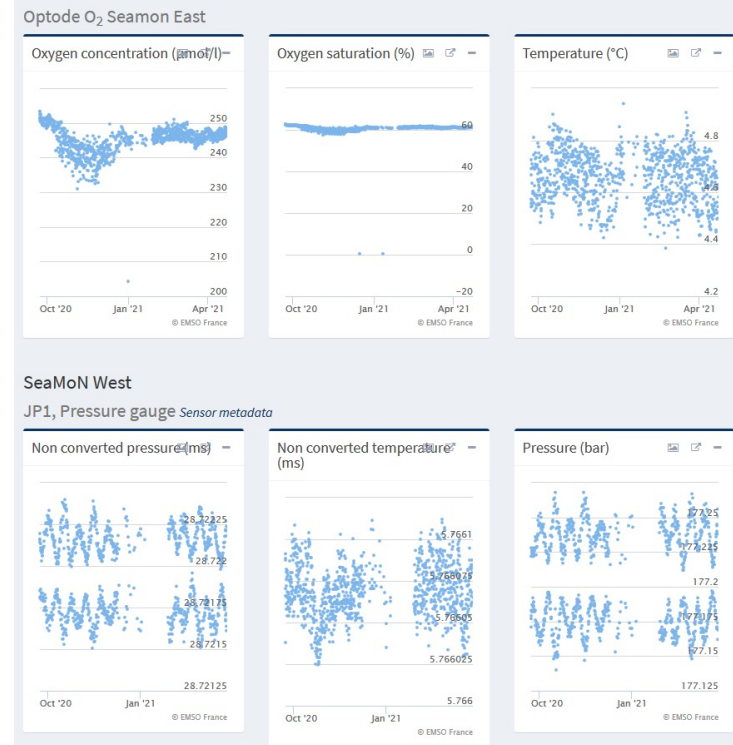 Optode O₂ Seamon East
Oxygen concentration (µmol/l)
Oxygen saturation (%)
Temperature (°C)
250
240
230
220
210
200
Oct '20
Jan '21
Apr '21
© EMSO France
60
40
20
0
−20
Oct '20
Jan '21
Apr '21
© EMSO France
4.8
4.6
4.4
4.2
Oct '20
Jan '21
Apr '21
© EMSO France
SeaMoN West
JP1, Pressure gauge Sensor metadata
Non converted pressure (ms)
Non converted temperature
(ms)
Pressure (bar)
28.72225
28.722
28.72175
28.7215
28.72125
Oct '20
Jan '21
© EMSO France
5.7661
5.766075
5.76605
5.766025
5.766
Oct '20
Jan '21
© EMSO France
177.25
177.225
177.2
177.175
177.15
177.125
Oct '20
Jan '21
© EMSO France